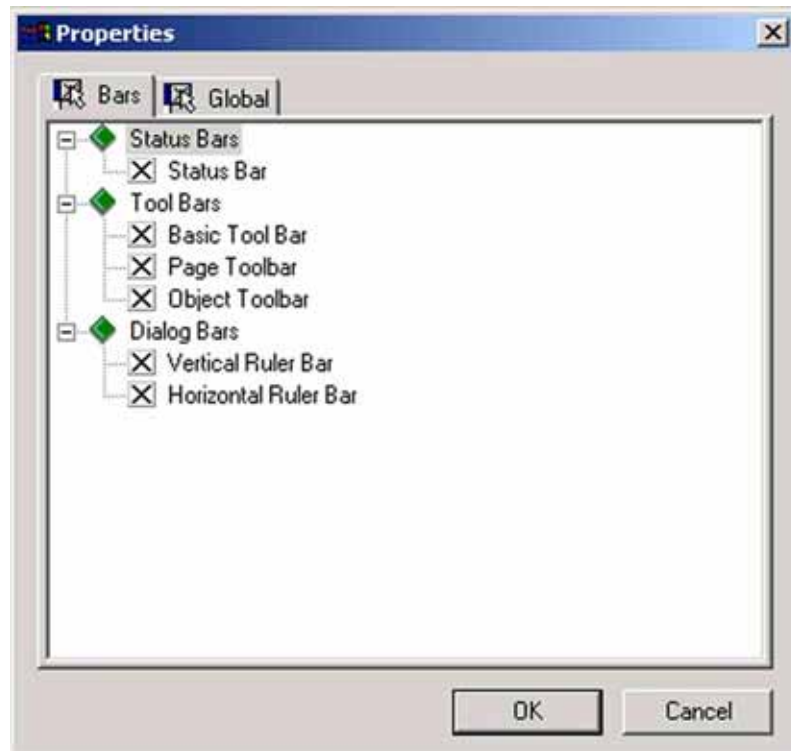 Properties
Bars
Global
Status Bars
Status Bar
Tool Bars
Basic Tool Bar
Page Toolbar
Object Toolbar
Dialog Bars
Vertical Ruler Bar
Horizontal Ruler Bar
OK
Cancel